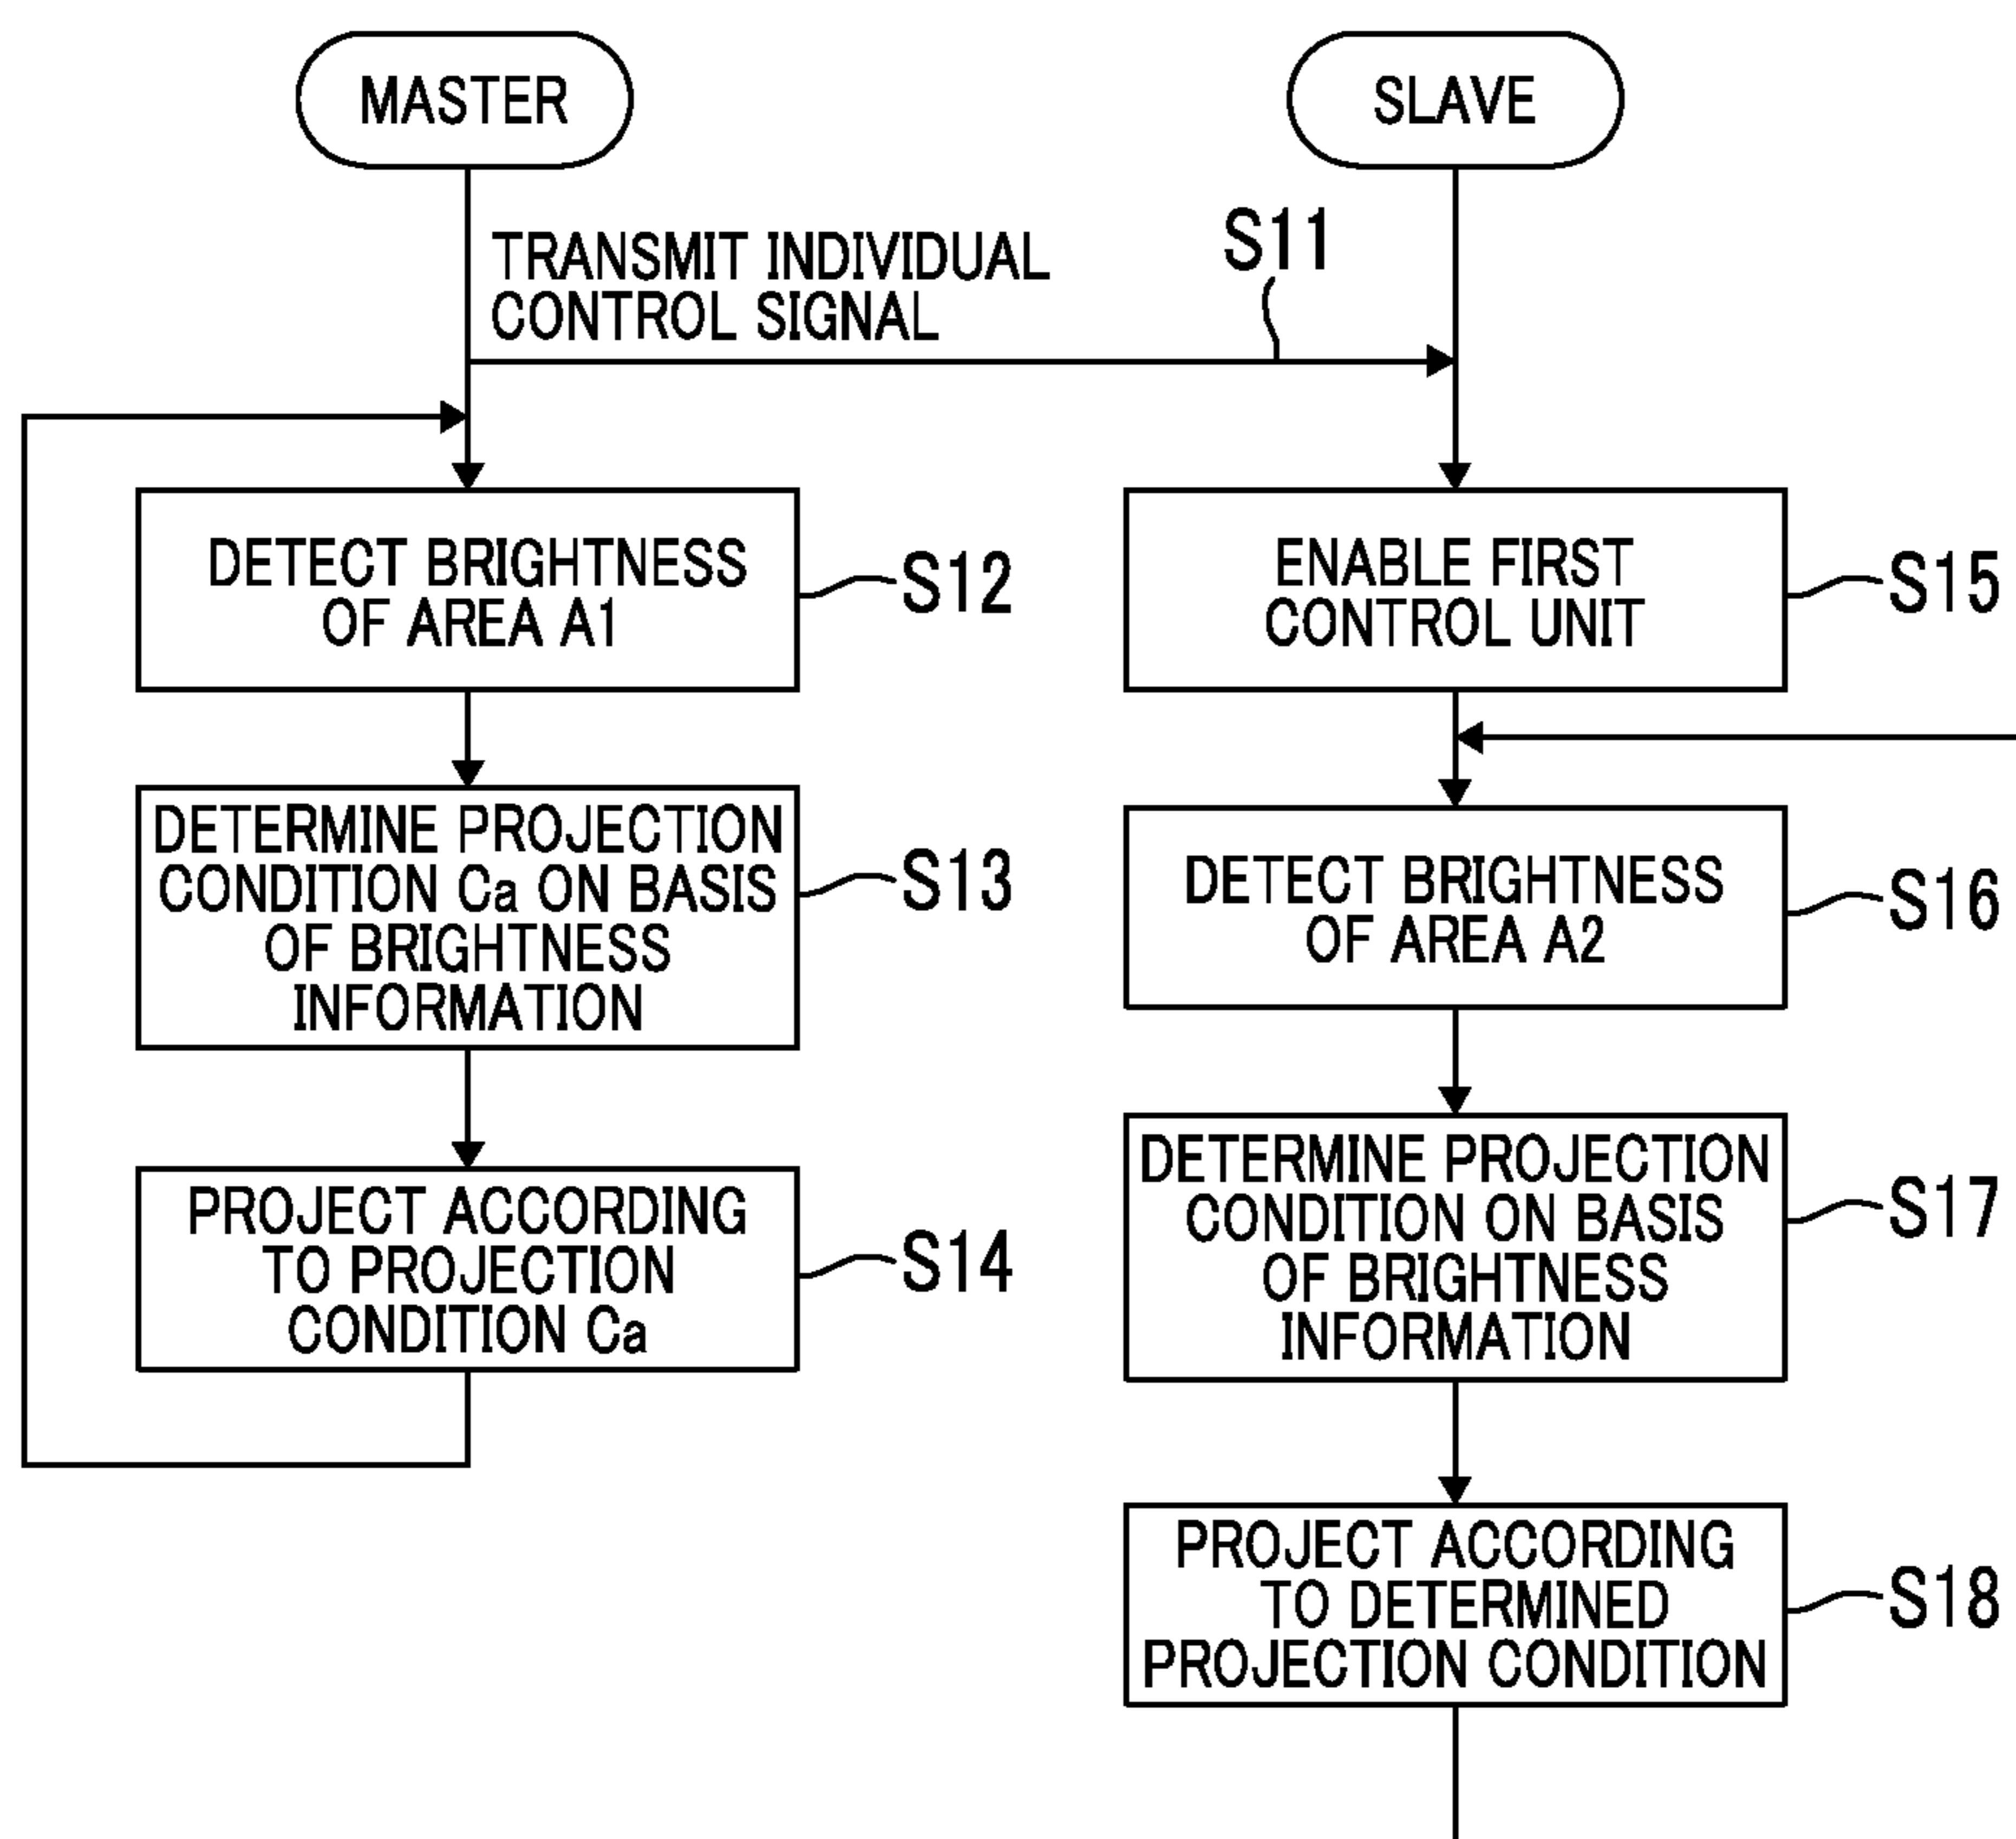 MASTER
SLAVE
TRANSMIT INDIVIDUAL
CONTROL SIGNAL
S11
DETECT BRIGHTNESS
OF AREA A1
S12
DETERMINE PROJECTION
CONDITION Ca ON BASIS
OF BRIGHTNESS
INFORMATION
S13
PROJECT ACCORDING
TO PROJECTION
CONDITION Ca
S14
ENABLE FIRST
CONTROL UNIT
S15
DETECT BRIGHTNESS
OF AREA A2
S16
DETERMINE PROJECTION
CONDITION ON BASIS
OF BRIGHTNESS
INFORMATION
S17
PROJECT ACCORDING
TO DETERMINED
PROJECTION CONDITION
S18